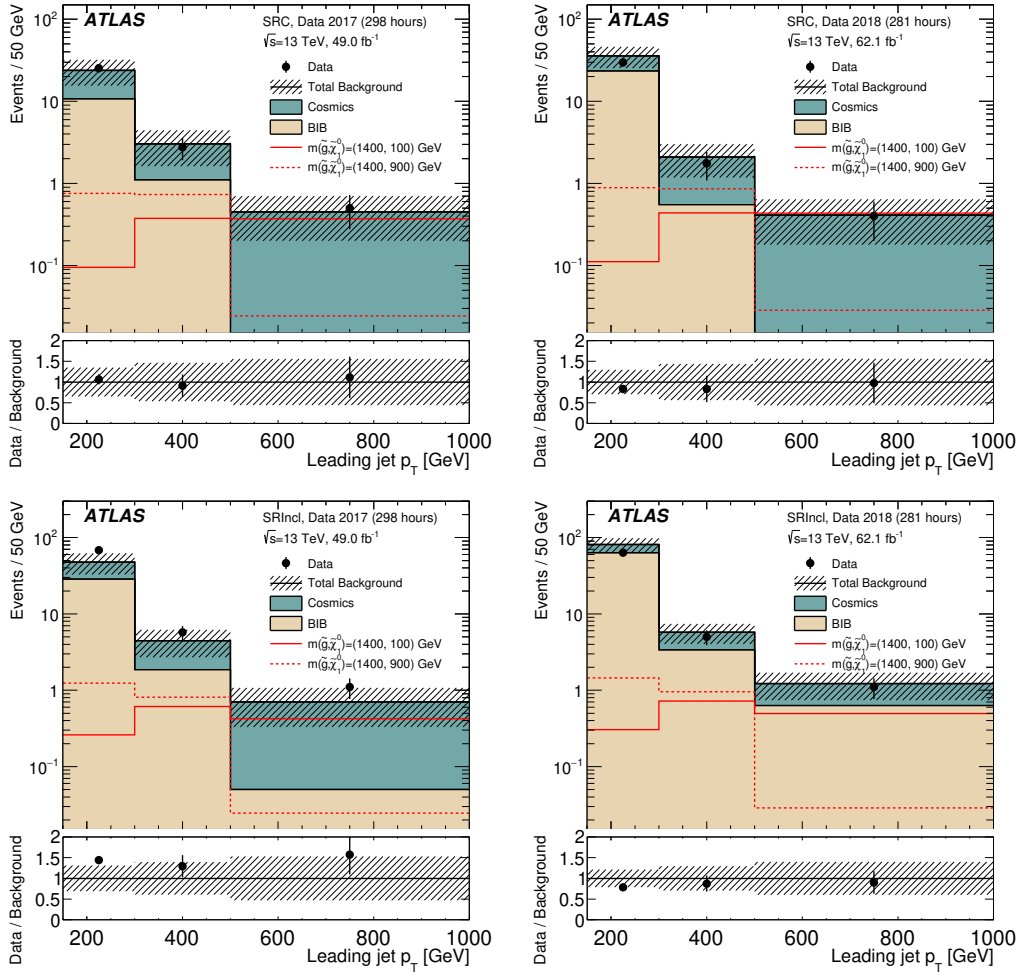 ATLAS
SRC, Data 2017 (298 hours)
√s=13 TeV, 49.0 fb⁻¹
Data
Total Background
Cosmics
BIB
m(g̃,χ̃₁⁰)=(1400, 100) GeV
m(g̃,χ̃₁⁰)=(1400, 900) GeV
Events / 50 GeV
10²
10
1
10⁻¹
Data / Background
2
1.5
1
0.5
0
200 400 600 800 1000
Leading jet p_T [GeV]
ATLAS
SRC, Data 2018 (281 hours)
√s=13 TeV, 62.1 fb⁻¹
Data
Total Background
Cosmics
BIB
m(g̃,χ̃₁⁰)=(1400, 100) GeV
m(g̃,χ̃₁⁰)=(1400, 900) GeV
Events / 50 GeV
10²
10
1
10⁻¹
Data / Background
2
1.5
1
0.5
0
200 400 600 800 1000
Leading jet p_T [GeV]
ATLAS
SRIncl, Data 2017 (298 hours)
√s=13 TeV, 49.0 fb⁻¹
Data
Total Background
Cosmics
BIB
m(g̃,χ̃₁⁰)=(1400, 100) GeV
m(g̃,χ̃₁⁰)=(1400, 900) GeV
Events / 50 GeV
10²
10
1
10⁻¹
Data / Background
2
1.5
1
0.5
0
200 400 600 800 1000
Leading jet p_T [GeV]
ATLAS
SRIncl, Data 2018 (281 hours)
√s=13 TeV, 62.1 fb⁻¹
Data
Total Background
Cosmics
BIB
m(g̃,χ̃₁⁰)=(1400, 100) GeV
m(g̃,χ̃₁⁰)=(1400, 900) GeV
Events / 50 GeV
10²
10
1
10⁻¹
Data / Background
2
1.5
1
0.5
0
200 400 600 800 1000
Leading jet p_T [GeV]